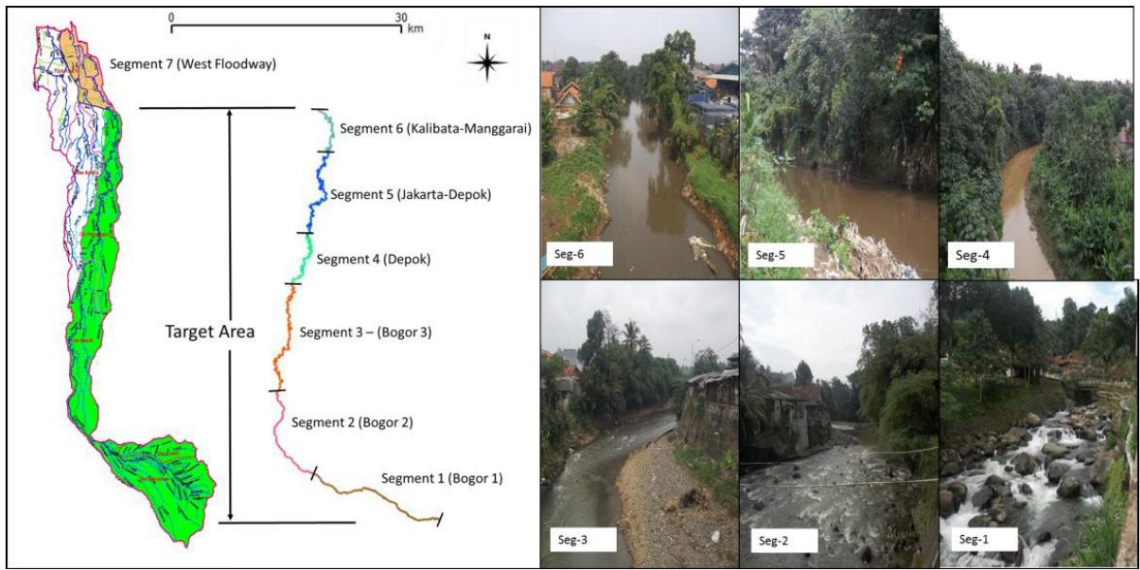 0 30
km
N
Segment 7 (West Floodway)
Segment 6 (Kalibata-Manggarai)
Segment 5 (Jakarta-Depok)
Segment 4 (Depok)
Target Area
Segment 3 – (Bogor 3)
Segment 2 (Bogor 2)
Segment 1 (Bogor 1)
Seg-6
Seg-5
Seg-4
Seg-3
Seg-2
Seg-1